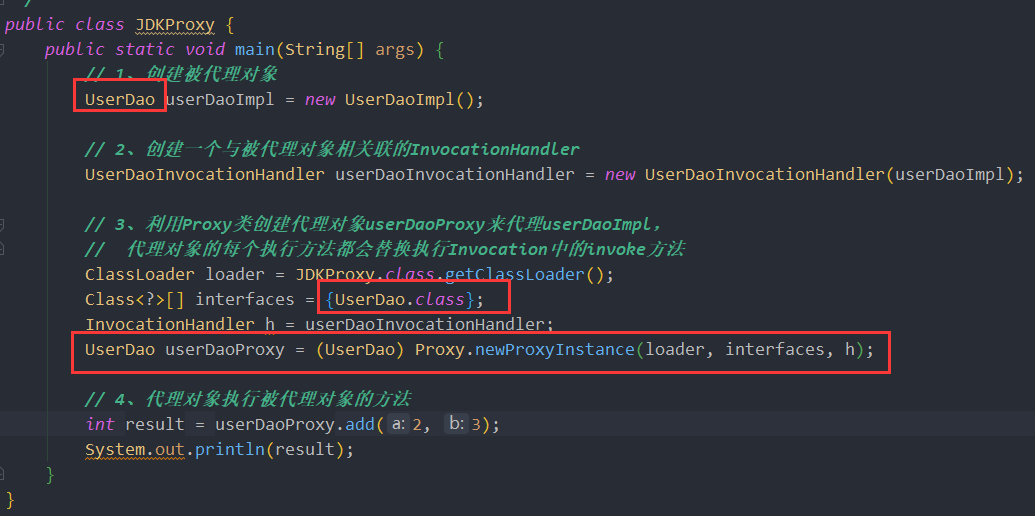 /
public class JDKProxy {
public static void main(String[] args) {
// 1、创建被代理对象
UserDao userDaoImpl = new UserDaoImpl();
// 2、创建一个与被代理对象相关联的InvocationHandler
UserDaoInvocationHandler userDaoInvocationHandler = new UserDaoInvocationHandler(userDaoImpl);
// 3、利用Proxy类创建代理对象userDaoProxy来代理userDaoImpl，
//  代理对象的每个执行方法都会替换执行Invocation中的invoke方法
ClassLoader loader = JDKProxy.class.getClassLoader();
Class<?>[] interfaces = {UserDao.class};
InvocationHandler h = userDaoInvocationHandler;
UserDao userDaoProxy = (UserDao) Proxy.newProxyInstance(loader, interfaces, h);
// 4、代理对象执行被代理对象的方法
int result = userDaoProxy.add( a: 2, b: 3);
System.out.println(result);
}
}